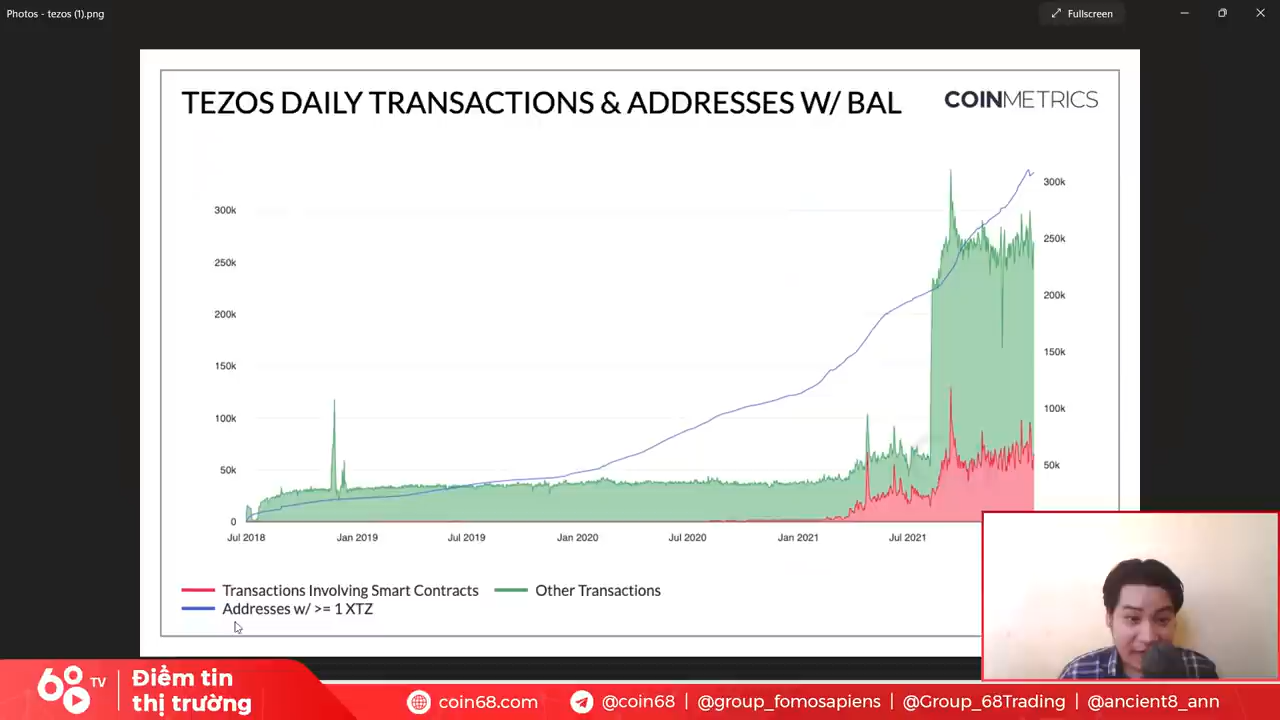 Photos - tezos (1).png
Fullscreen
TEZOS DAILY TRANSACTIONS & ADDRESSES W/ BAL
COINMETRICS
300k
250k
200k
150k
100k
50k
0
300k
250k
200k
150k
100k
50k
Jul 2018
Jan 2019
Jul 2019
Jan 2020
Jul 2020
Jan 2021
Jul 2021
Transactions Involving Smart Contracts
Other Transactions
Addresses w/ >= 1 XTZ
68 TV
Điểm tin
thị trường
coin68.com
@coin68 | @group_fomosapiens | @Group_68Trading | @ancient8_ann